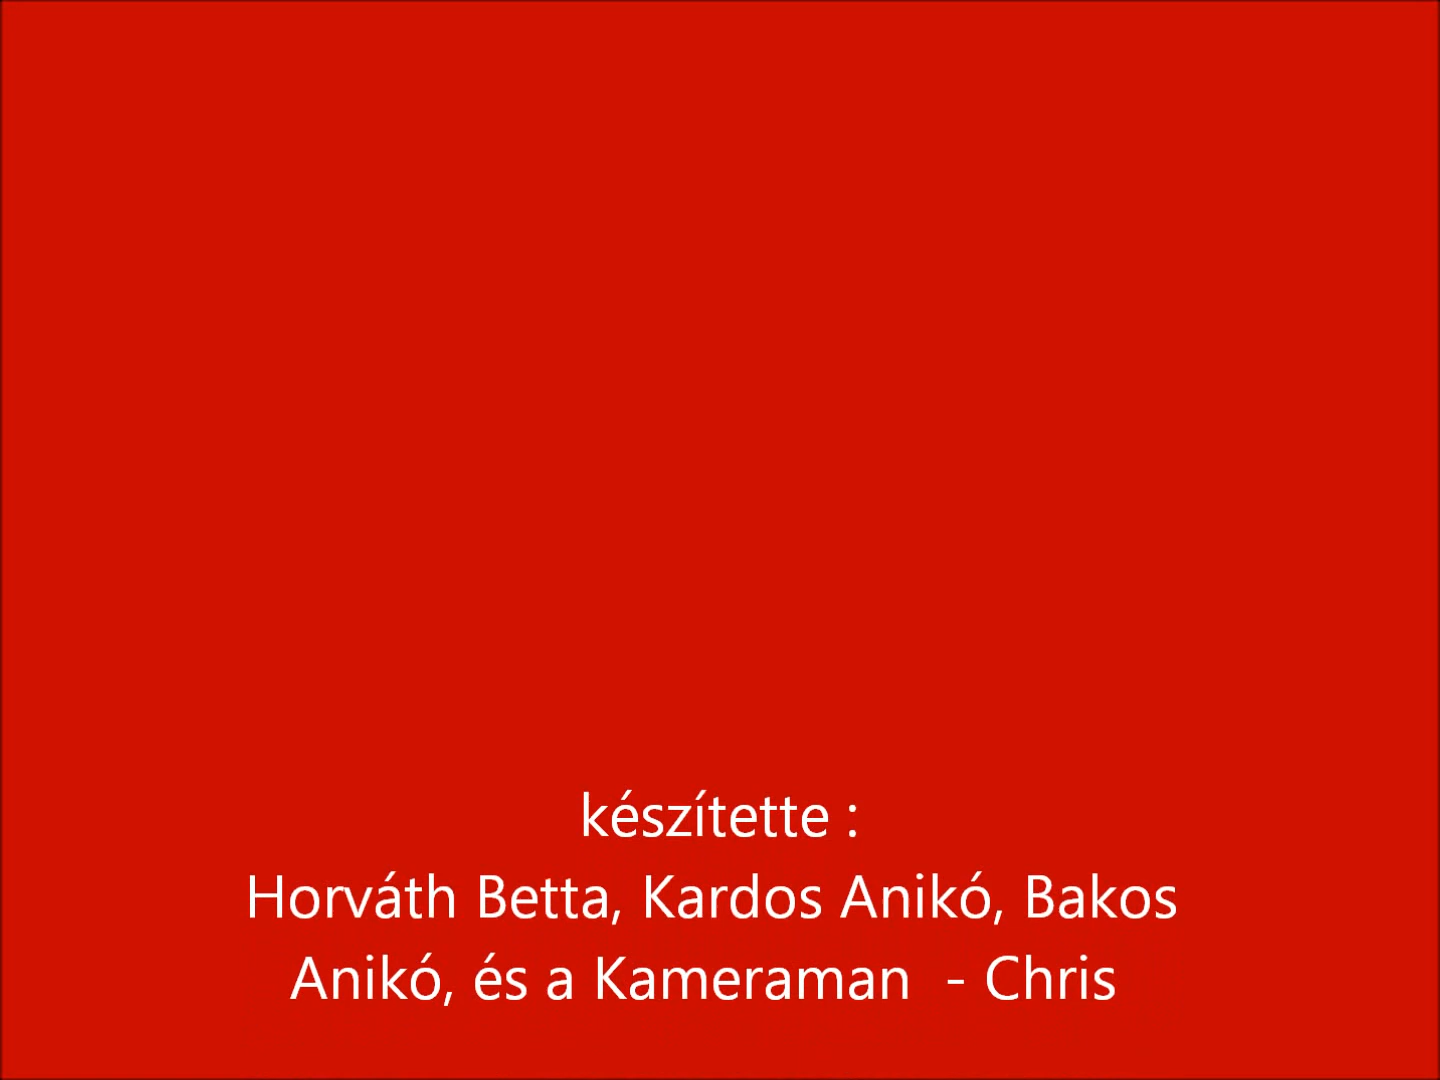 készítette :
Horváth Betta, Kardos Anikó, Bakos
Anikó, és a Kameraman  - Chris